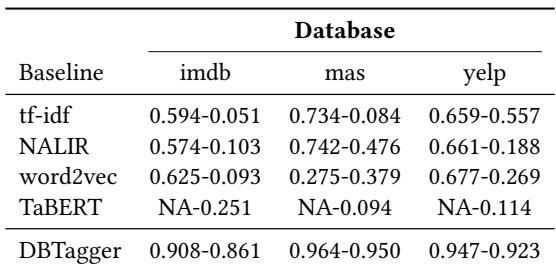 Database
Baseline imdb mas yelp
tf-idf 0.594-0.051 0.734-0.084 0.659-0.557
NALIR 0.574-0.103 0.742-0.476 0.661-0.188
word2vec 0.625-0.093 0.275-0.379 0.677-0.269
TaBERT NA-0.251 NA-0.094 NA-0.114
DBTagger 0.908-0.861 0.964-0.950 0.947-0.923